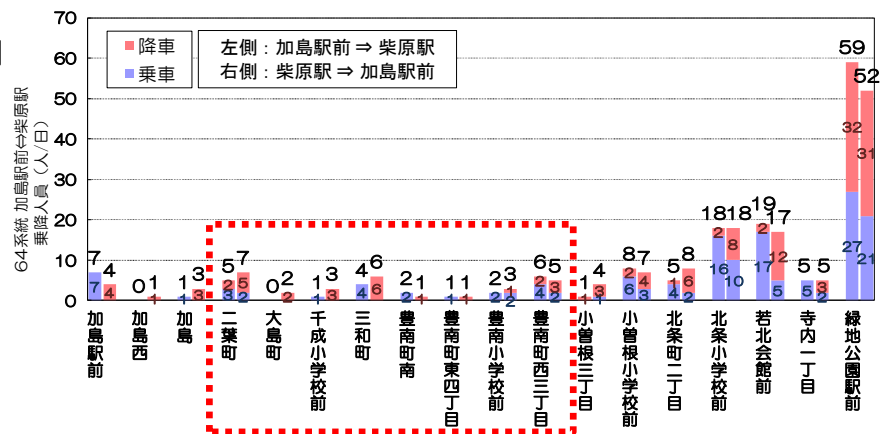 64系統 加島駅前⇔柴原駅
乗降人員（人/日）
70
60
50
40
30
20
10
0
降車
乗車
左側：加島駅前⇒柴原駅
右側：柴原駅⇒加島駅前
7 4
7 4
0 1
1
1 3
1 3
5 7
2 5
3 2
0 2
2
1 3
1 3
4 6
4 6
2 1
2 1
1 1
1 1
2 3
1
2 2
6 5
2 3
4 2
1 4
3
1 1
8 7
2 4
6 3
5 8
1 6
4 2
18 18
2 8
16 10
19 17
2 12
17 5
5 5
3
5 2
59 52
32 31
27 21
加島駅前
加島西
加島
二葉町
大島町
千成小学校前
三和町
豊南町南
豊南町東四丁目
豊南小学校前
豊南町西三丁目
小曽根三丁目
小曽根小学校前
北条町二丁目
北条小学校前
若北会館前
寺内一丁目
緑地公園駅前